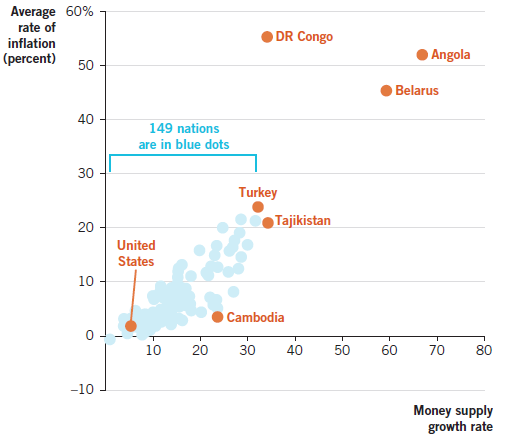 Average
rate of
inflation
(percent)
60%
50
40
30
20
10
0
–10
DR Congo
Angola
Belarus
149 nations
are in blue dots
Turkey
Tajikistan
United
States
Cambodia
10 20 30 40 50 60 70 80
Money supply
growth rate